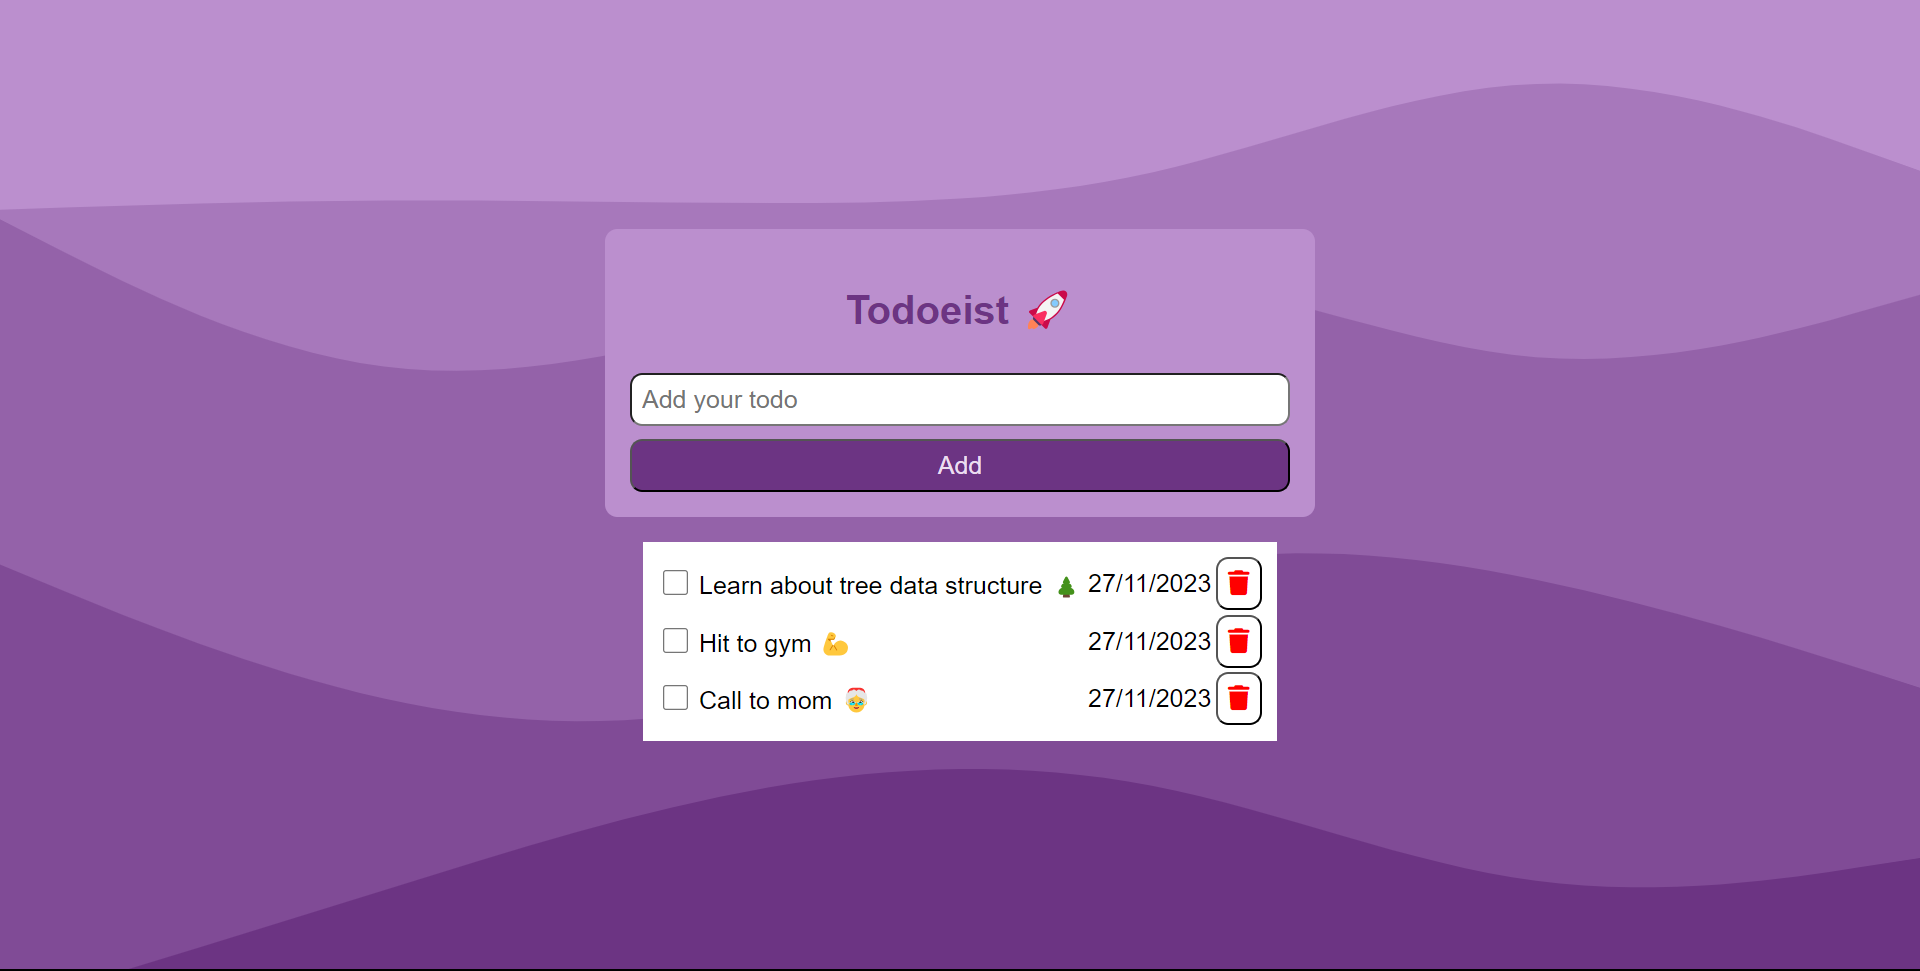 Todoeist 🚀
Add your todo
Add
Learn about tree data structure 🌲 27/11/2023
Hit to gym 💪 27/11/2023
Call to mom 27/11/2023